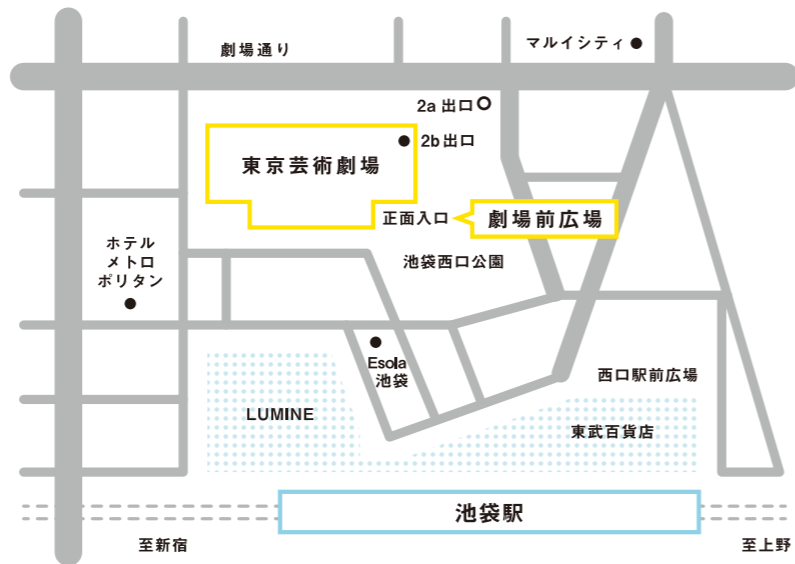 劇場通り
マルイシティ
2a 出口
2b 出口
東京芸術劇場
正面入口
劇場前広場
ホテル
メトロ
ポリタン
池袋西口公園
Esola
池袋
西口駅前広場
LUMINE
東武百貨店
池袋駅
至新宿
至上野